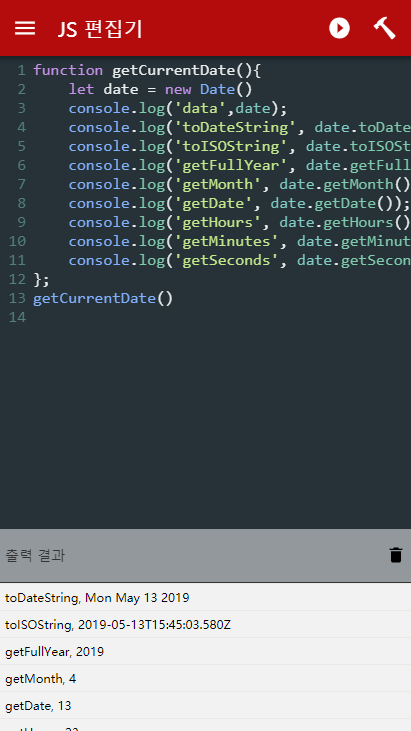 JS 편집기
1 function getCurrentDate(){
2 let date = new Date()
3 console.log('data',date);
4 console.log('toDateString', date.toDate
5 console.log('toISOString', date.toISOSt
6 console.log('getFullYear', date.getFull
7 console.log('getMonth', date.getMonth()
8 console.log('getDate', date.getDate());
9 console.log('getHours', date.getHours()
10 console.log('getMinutes', date.getMinut
11 console.log('getSeconds', date.getSecon
12 };
13 getCurrentDate()
14
출력 결과
toDateString, Mon May 13 2019
toISOString, 2019-05-13T15:45:03.580Z
getFullYear, 2019
getMonth, 4
getDate, 13